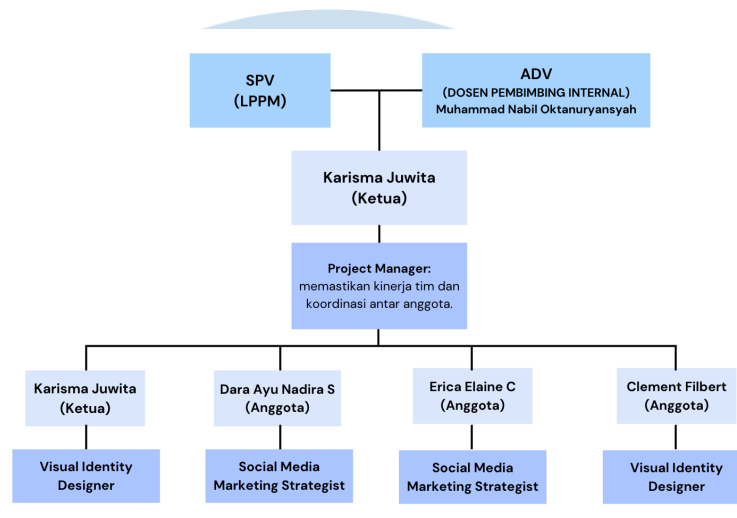 SPV
(LPPM)
ADV
(DOSEN PEMBIMBING INTERNAL)
Muhammad Nabil Oktanuryansyah
Karisma Juwita
(Ketua)
Project Manager:
memastikan kinerja tim dan
koordinasi antar anggota.
Karisma Juwita
(Ketua)
Dara Ayu Nadira S
(Anggota)
Erica Elaine C
(Anggota)
Clement Filbert
(Anggota)
Visual Identity
Designer
Social Media
Marketing Strategist
Social Media
Marketing Strategist
Visual Identity
Designer